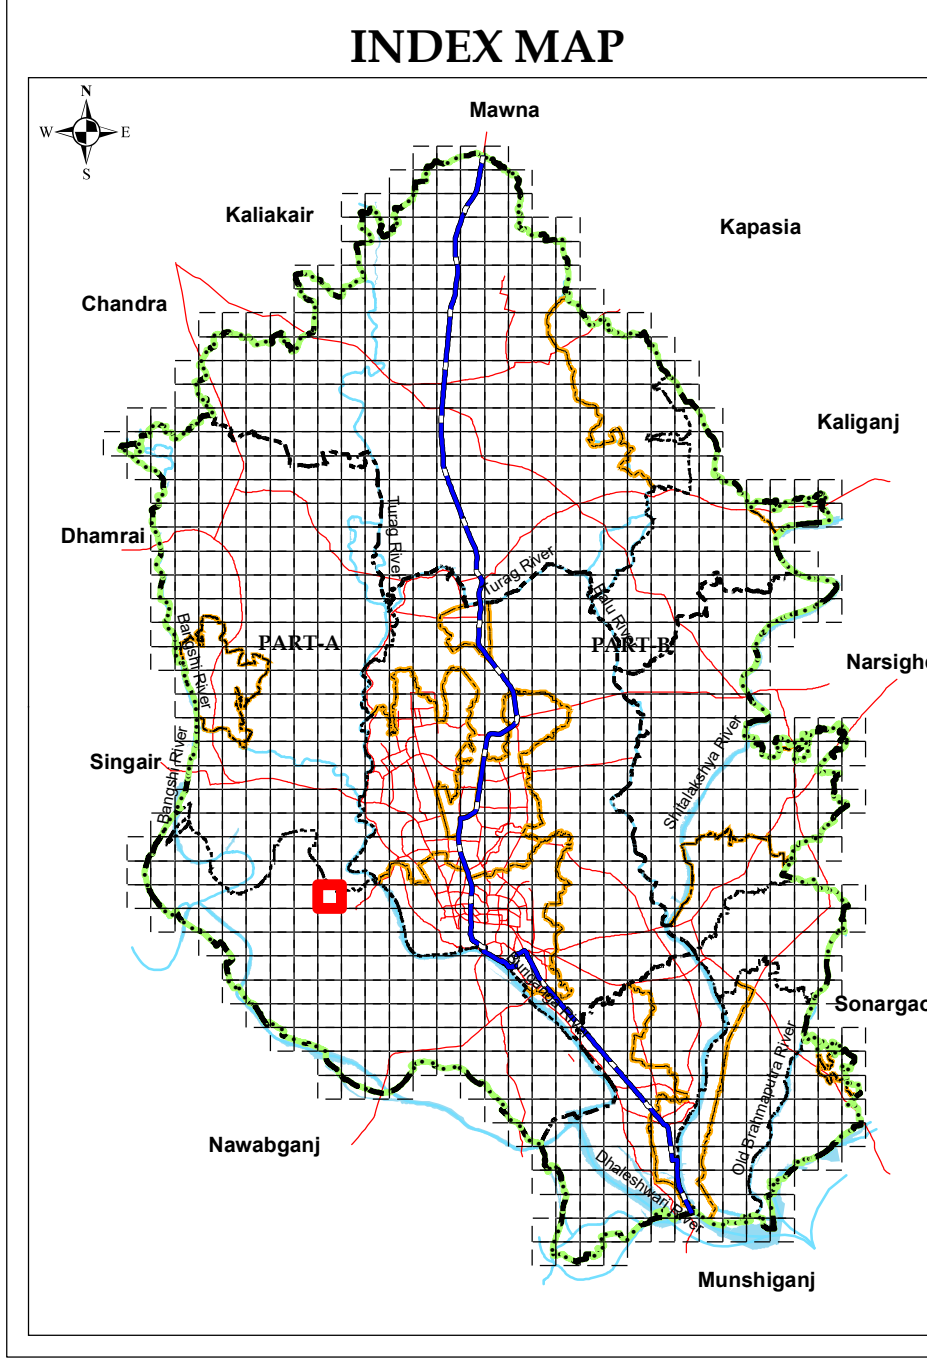 INDEX MAP
N
W E
S
Mawna
Kaliakair
Kapasia
Chandra
Kaliganj
Dhamrai
Turag River
Turag River
Balu River
Bangshi River
PART-A
PART-B
Narsigh
Singair
Bangshi River
Shitalakshya River
Buriganga River
Sonargao
Old Brahmaputra River
Nawabganj
Dhaleshwari River
Munshiganj